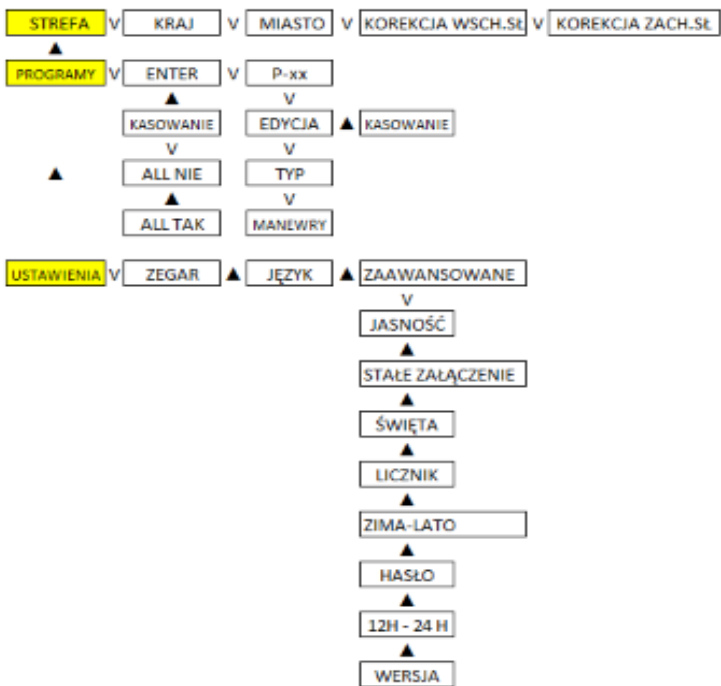 STREFA V KRAJ V MIASTO V KOREKCJA WSCH.SŁ V KOREKCJA ZACH.SŁ
▲
PROGRAMY V ENTER V P-xx
▲ V
KASOWANIE EDYCJA ▲ KASOWANIE
V V
▲ ALL NIE TYP
▲ V
ALL TAK MANEWRY
USTAWIENIA V ZEGAR ▲ JĘZYK ▲ ZAAWANSOWANE
V
JASNOŚĆ
▲
STAŁE ZAŁĄCZENIE
▲
ŚWIĘTA
▲
LICZNIK
▲
ZIMA-LATO
▲
HASŁO
▲
12H - 24 H
▲
WERSJA